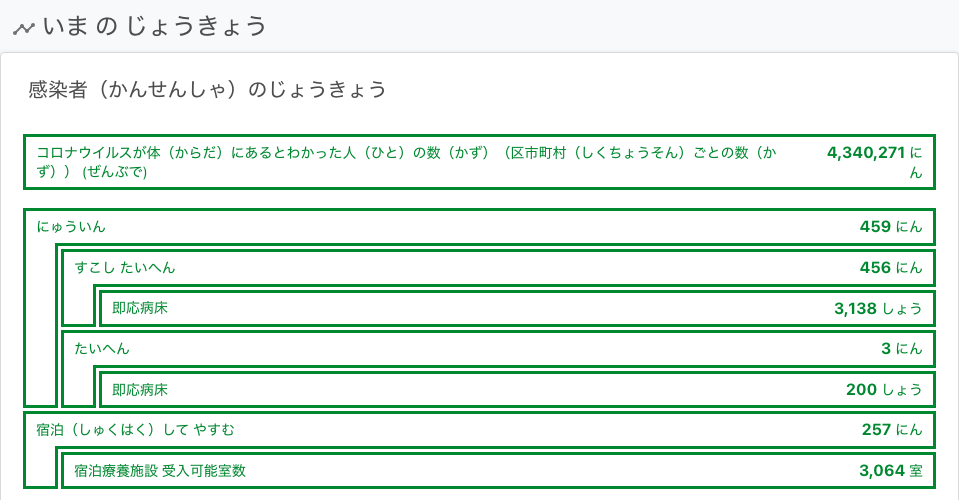 いま の じょうきょう
感染者（かんせんしゃ）のじょうきょう
コロナウイルスが体（からだ）にあるとわかった人（ひと）の数（かず）（区市町村（しくちょうそん）ごとの数（か
ず）） (ぜんぶで)
4,340,271 に
ん
にゅういん 459 にん
すこし たいへん 456 にん
即応病床 3,138 しょう
たいへん 3 にん
即応病床 200 しょう
宿泊（しゅくはく）して やすむ 257 にん
宿泊療養施設 受入可能室数 3,064 室